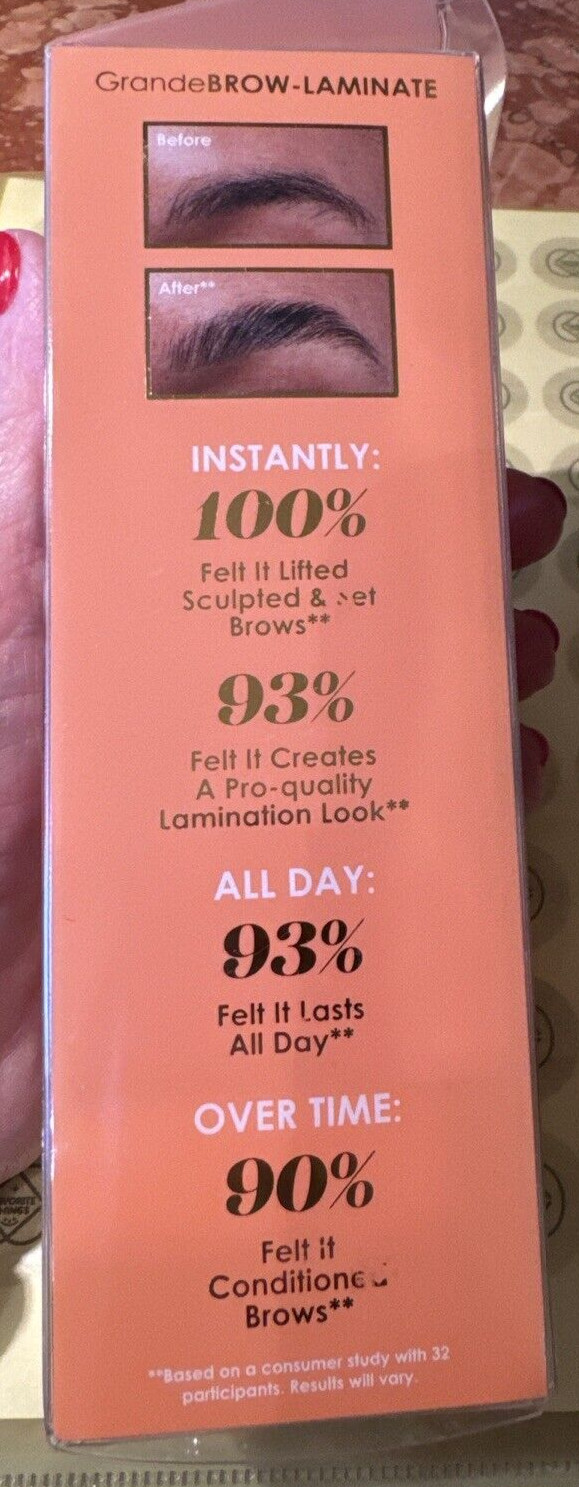 GrandeBROW-LAMINATE
Before
After**
INSTANTLY:
100%
Felt It Lifted
Sculpted & Set
Brows**
93%
Felt It Creates
A Pro-quality
Lamination Look**
ALL DAY:
93%
Felt It Lasts
All Day**
OVER TIME:
90%
Felt it
Conditioned
Brows**
**Based on a consumer study with 32
participants. Results will vary.